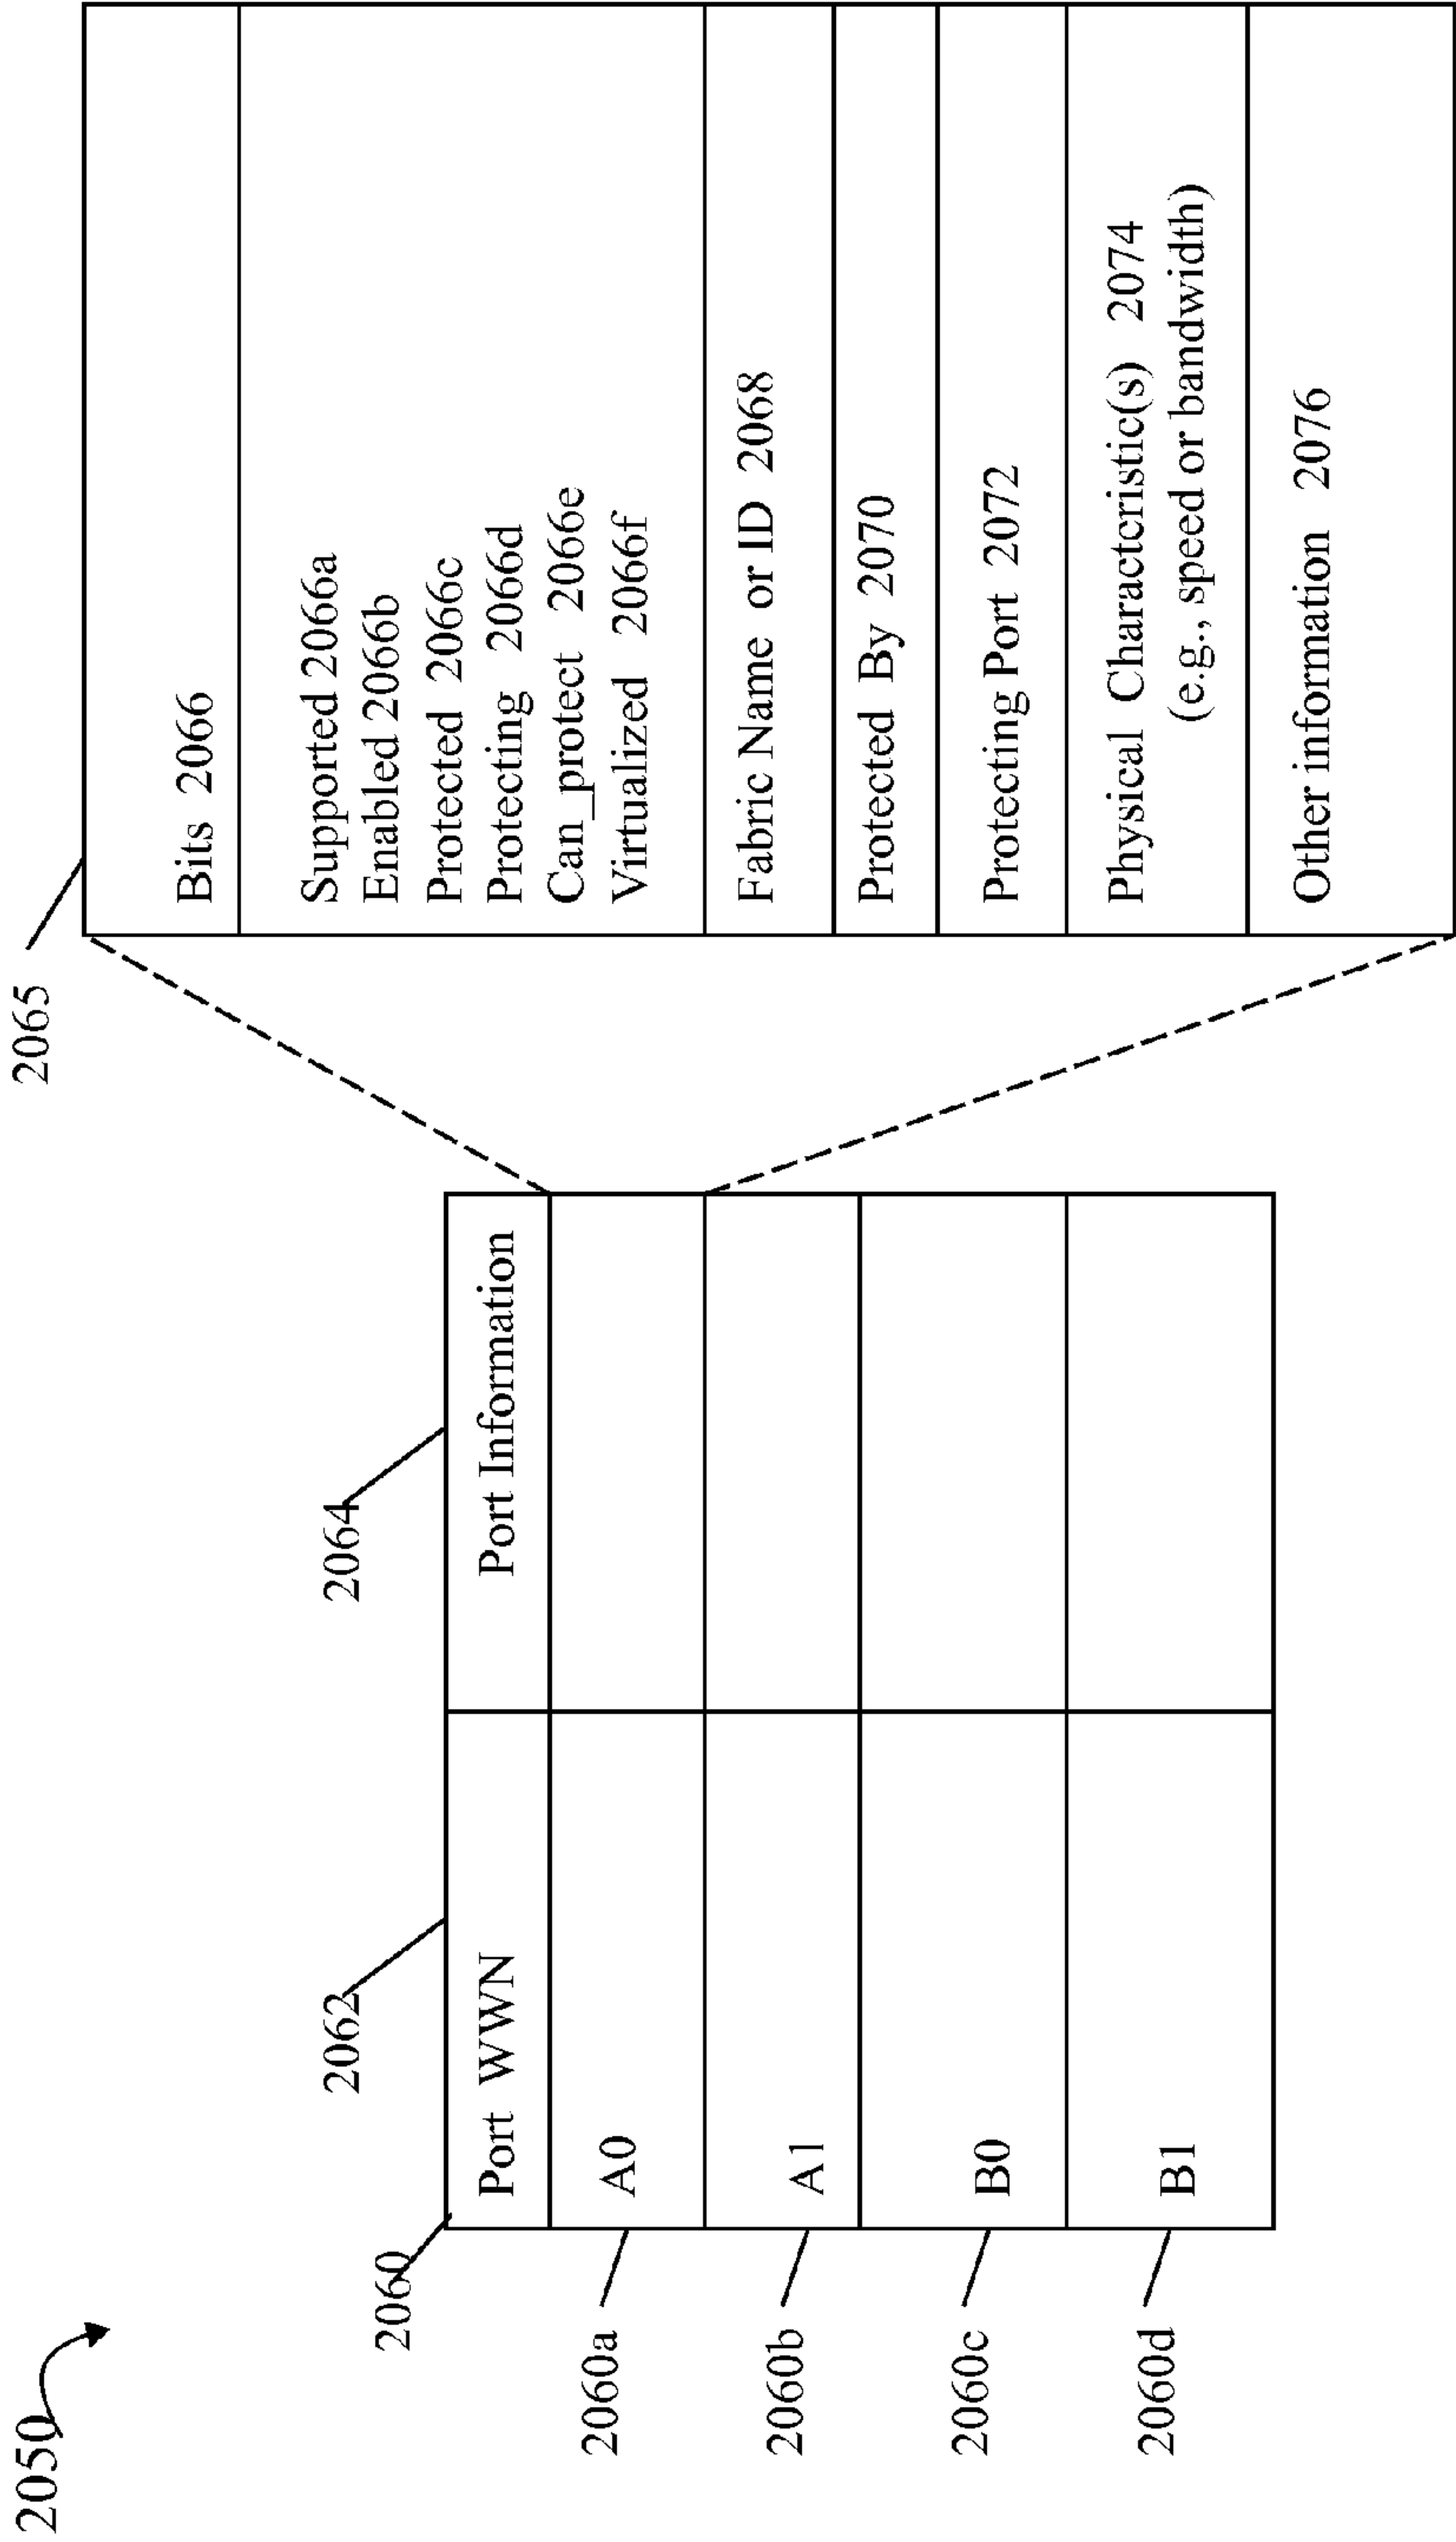 2050
2060
2062
2064
Port WWN
Port Information
2060a
A0
2060b
A1
2060c
B0
2060d
B1
2065
Bits 2066
Supported 2066a
Enabled 2066b
Protected 2066c
Protecting 2066d
Can_protect 2066e
Virtualized 2066f
Fabric Name or ID 2068
Protected By 2070
Protecting Port 2072
Physical Characteristic(s) 2074
(e.g., speed or bandwidth)
Other information 2076